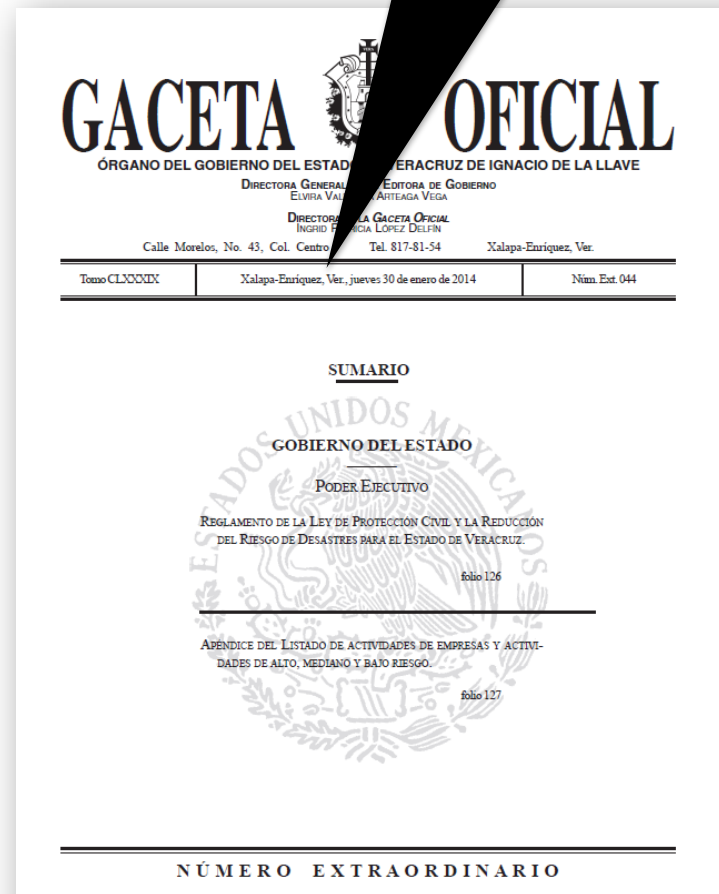 GACETA OFICIAL
ÓRGANO DEL GOBIERNO DEL ESTADO VERACRUZ DE IGNACIO DE LA LLAVE
DIRECTORA GENERAL EDITORA DE GOBIERNO
ELVIRA ARTEAGA VEGA
DIRECTORA LA GACETA OFICIAL
INGRID LÓPEZ DELFÍN
Calle Morelos, No. 43, Col. Centro Tel. 817-81-54 Xalapa-Enríquez, Ver.
Tomo CLXXXIX Xalapa-Enríquez, Ver., jueves 30 de enero de 2014 Núm. Ext. 044
SUMARIO
ESTADOS UNIDOS MEXICANOS
GOBIERNO DEL ESTADO
PODER EJECUTIVO
REGLAMENTO DE LA LEY DE PROTECCIÓN CIVIL Y LA REDUCCIÓN
DEL RIESGO DE DESASTRES PARA EL ESTADO DE VERACRUZ.
folio 126
APÉNDICE DEL LISTADO DE ACTIVIDADES DE EMPRESAS Y ACTIVI-
DADES DE ALTO, MEDIANO Y BAJO RIESGO.
folio 127
NÚMERO EXTRAORDINARIO